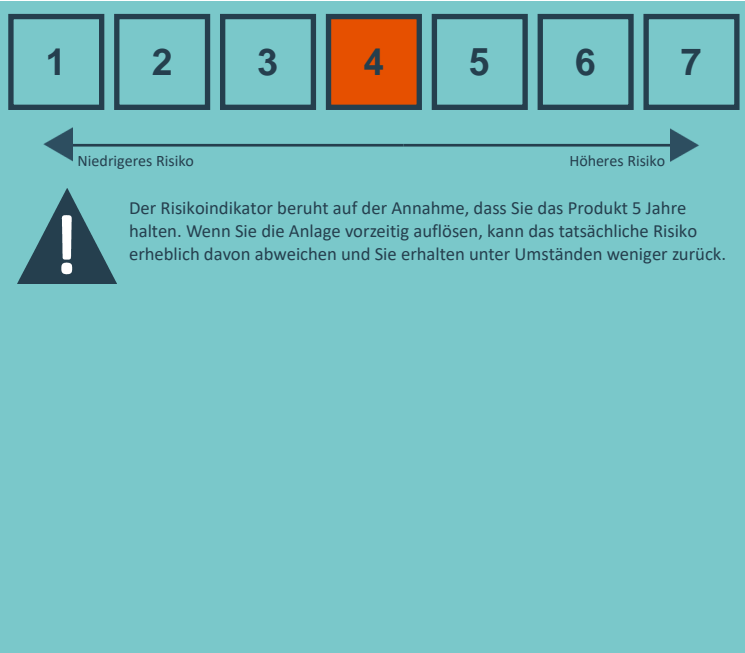 1 2 3 4 5 6 7
Niedrigeres Risiko Höheres Risiko
!
Der Risikoindikator beruht auf der Annahme, dass Sie das Produkt 5 Jahre
halten. Wenn Sie die Anlage vorzeitig auflösen, kann das tatsächliche Risiko
erheblich davon abweichen und Sie erhalten unter Umständen weniger zurück.